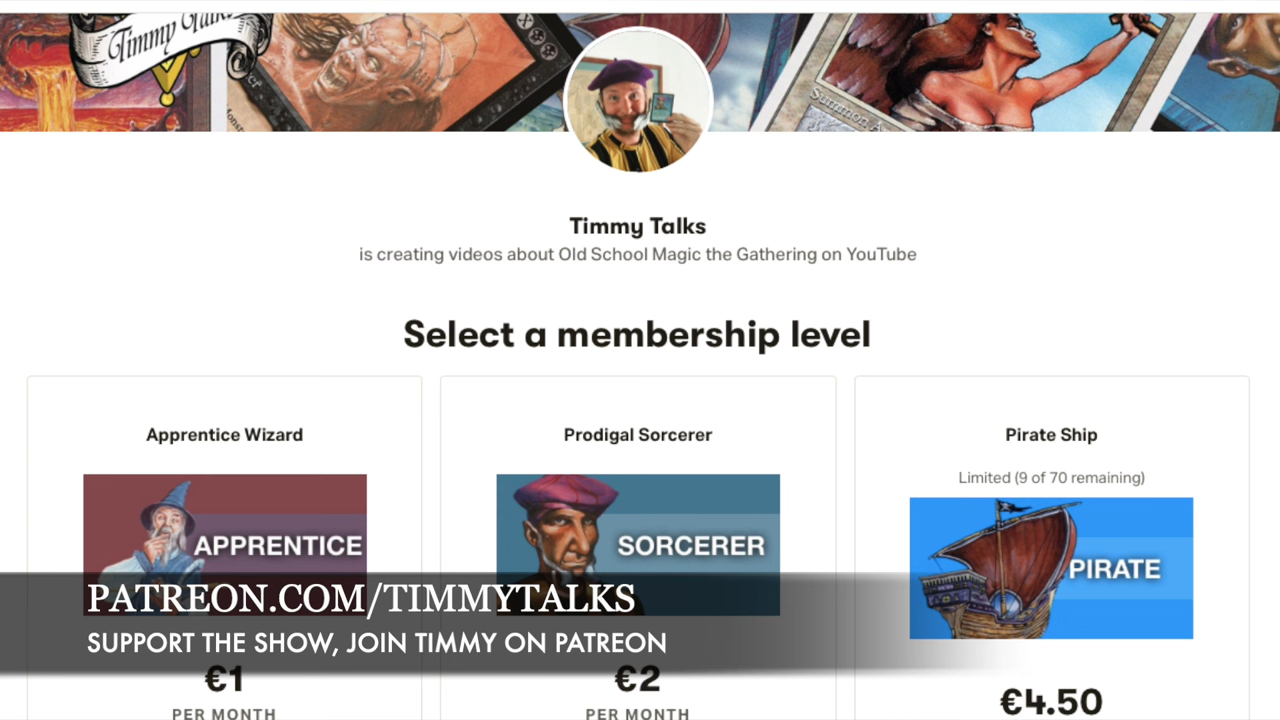 Timmy Talks
Summon A
Timmy Talks
is creating videos about Old School Magic the Gathering on YouTube
Select a membership level
Apprentice Wizard
Prodigal Sorcerer
Pirate Ship
Limited (9 of 70 remaining)
APPRENTICE
SORCERER
PIRATE
PATREON.COM/TIMMYTALKS
SUPPORT THE SHOW, JOIN TIMMY ON PATREON
€1
€2
€4.50
PER MONTH
PER MONTH